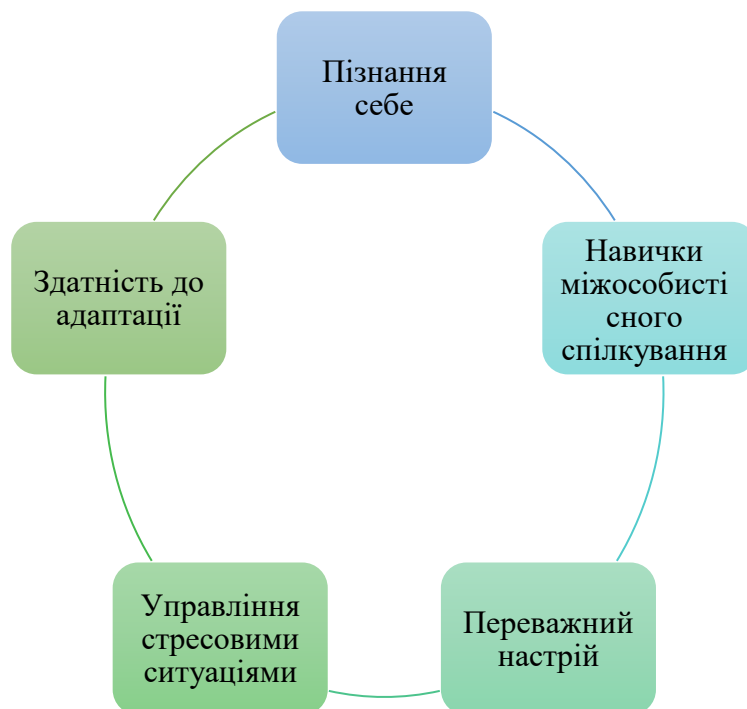 Пізнання
себе
Навички
міжособисті
сного
спілкування
Переважний
настрій
Управління
стресовими
ситуаціями
Здатність до
адаптації